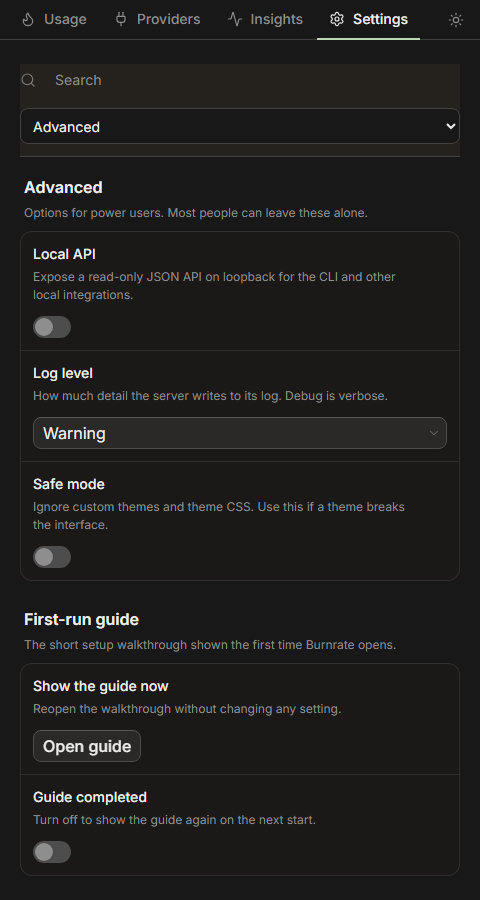 Usage Providers Insights Settings
Search
Advanced
Advanced
Options for power users. Most people can leave these alone.
Local API
Expose a read-only JSON API on loopback for the CLI and other
local integrations.
Log level
How much detail the server writes to its log. Debug is verbose.
Warning
Safe mode
Ignore custom themes and theme CSS. Use this if a theme breaks
the interface.
First-run guide
The short setup walkthrough shown the first time Burnrate opens.
Show the guide now
Reopen the walkthrough without changing any setting.
Open guide
Guide completed
Turn off to show the guide again on the next start.